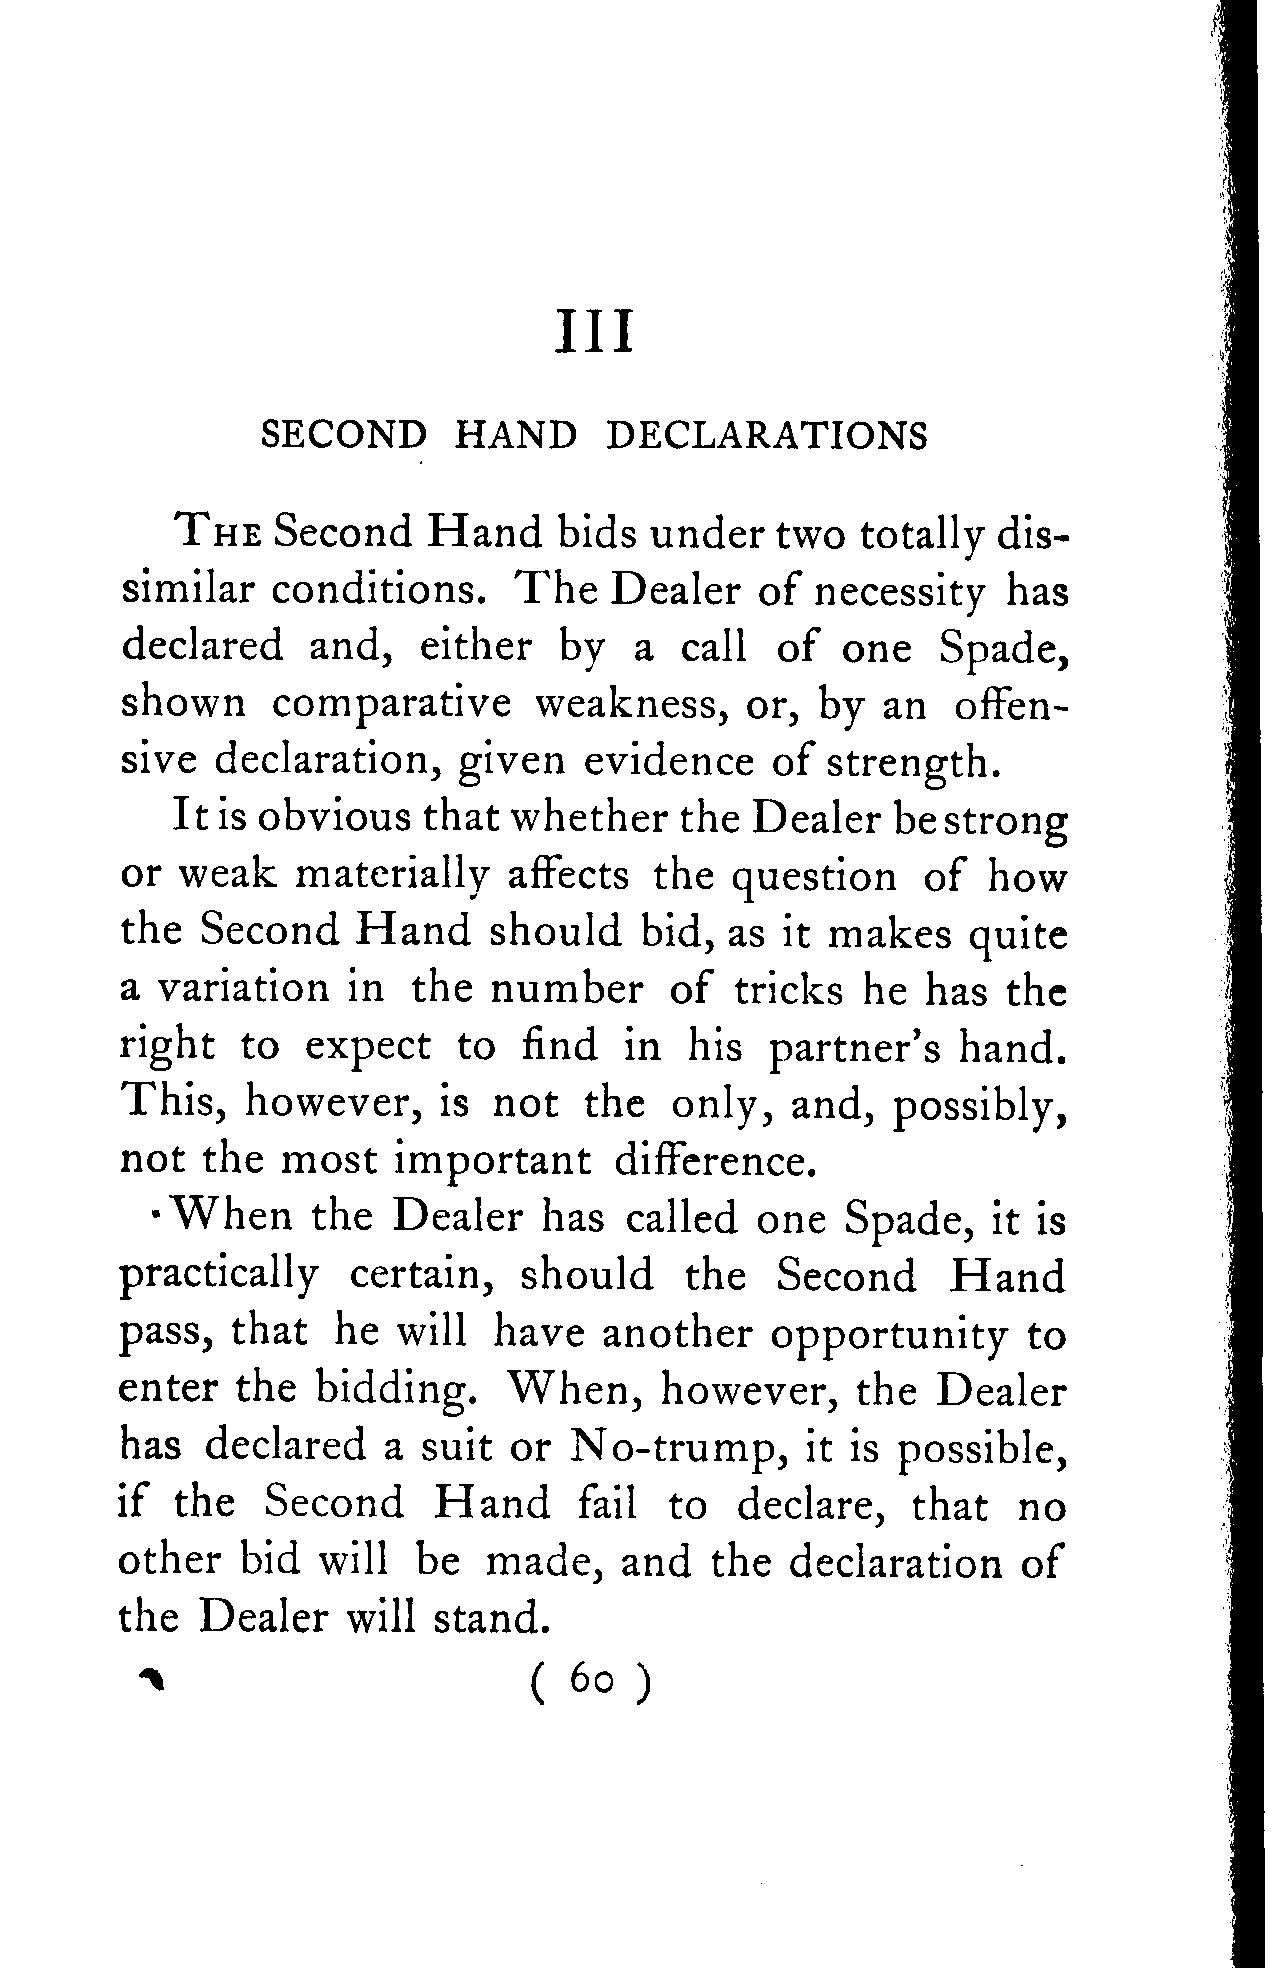 III
SECOND HAND DECLARATIONS
THE Second Hand bids under two totally dis-
similar conditions. The Dealer of necessity has
declared and, either by a call of one Spade,
shown comparative weakness, or, by an offen-
sive declaration, given evidence of strength.
It is obvious that whether the Dealer be strong
or weak materially affects the question of how
the Second Hand should bid, as it makes quite
a variation in the number of tricks he has the
right to expect to find in his partner's hand.
This, however, is not the only, and, possibly,
not the most important difference.
When the Dealer has called one Spade, it is
practically certain, should the Second Hand
pass, that he will have another opportunity to
enter the bidding. When, however, the Dealer
has declared a suit or No-trump, it is possible,
if the Second Hand fail to declare, that no
other bid will be made, and the declaration of
the Dealer will stand.
( 60 )